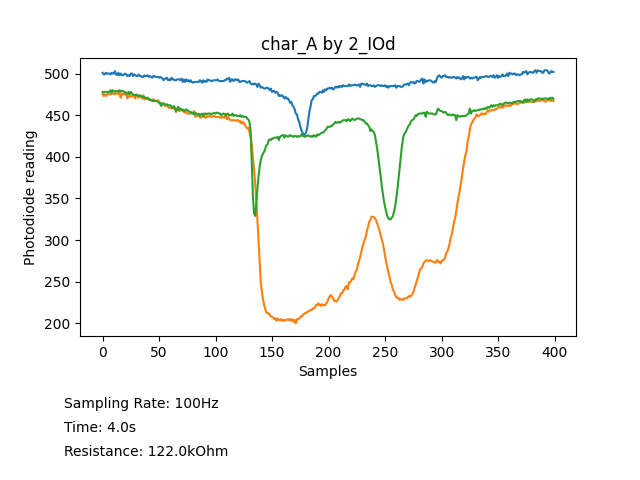 char_A by 2_IOd
500
450
400
350
300
250
200
Photodiode reading
0 50 100 150 200 250 300 350 400
Samples
Sampling Rate: 100Hz
Time: 4.0s
Resistance: 122.0kOhm